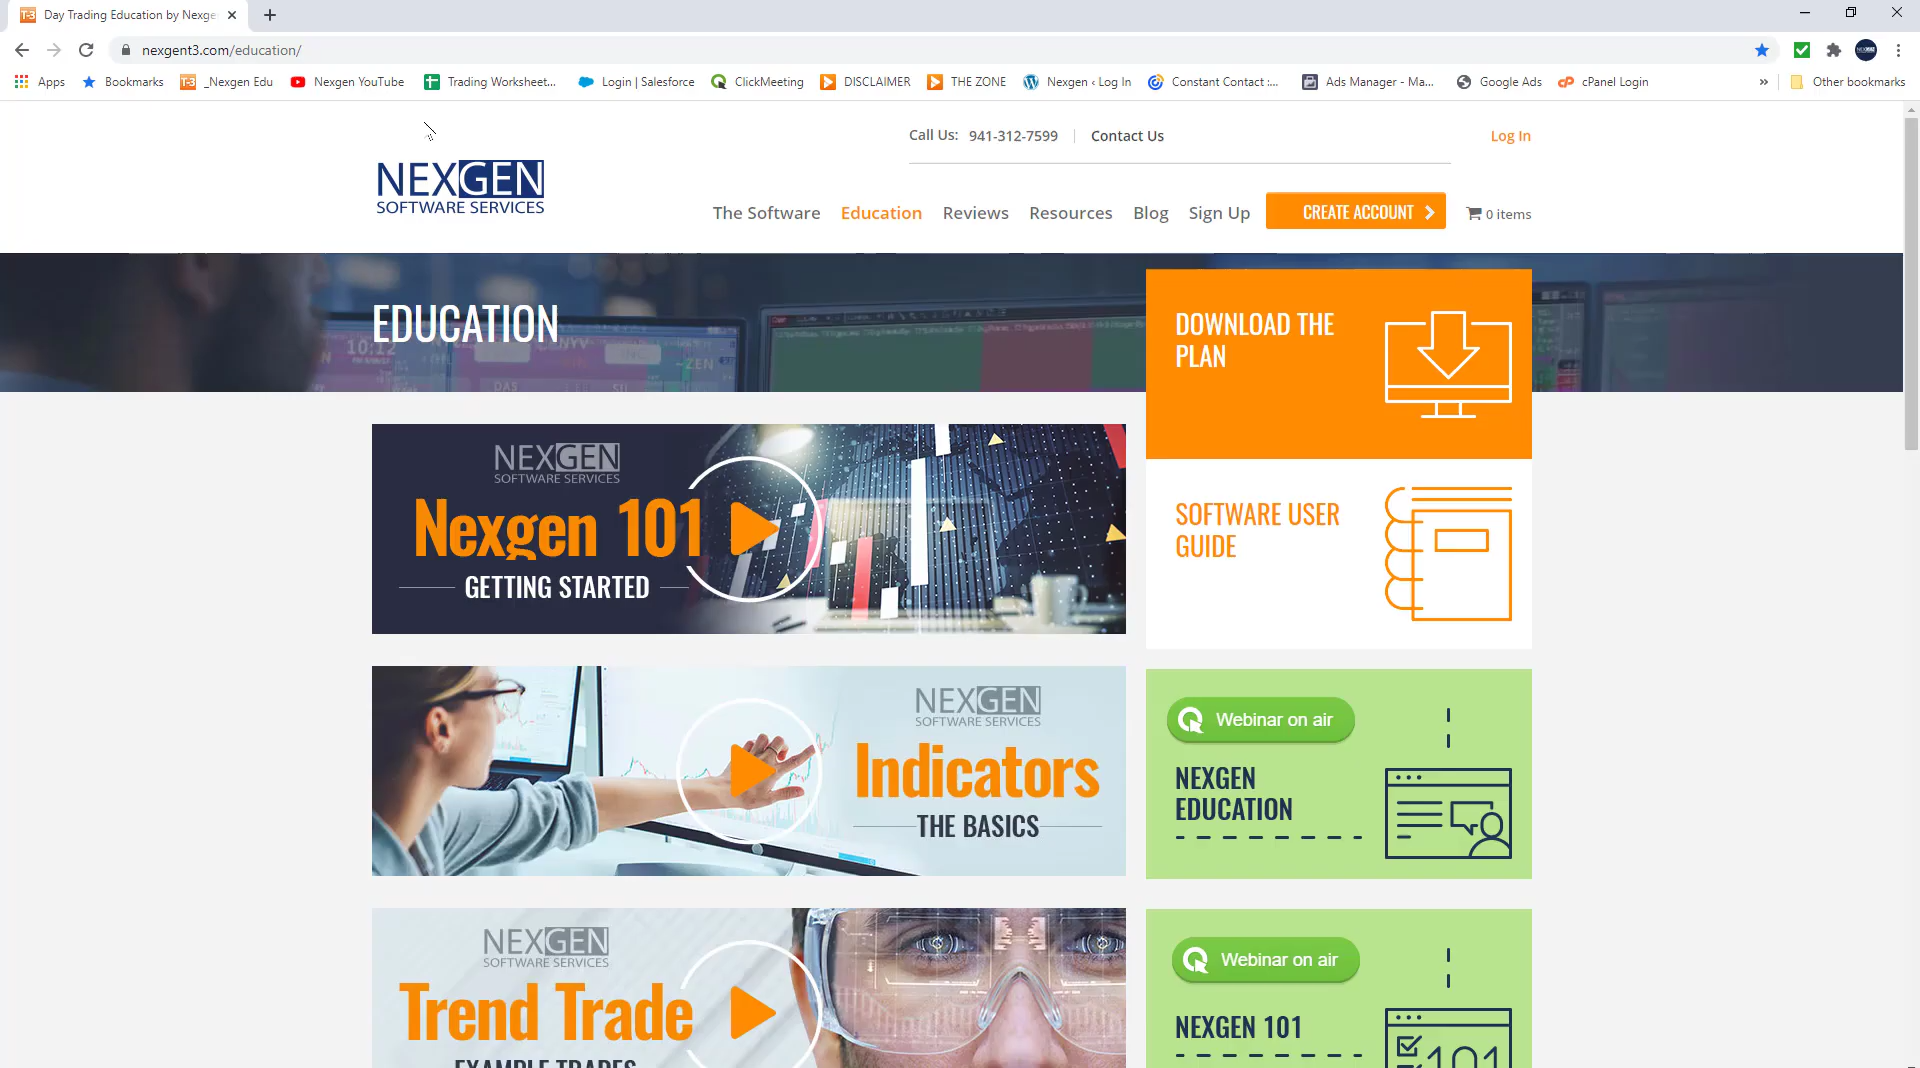 Day Trading Education by Nexge
nexgent3.com/education/
Apps
Bookmarks
_Nexgen Edu
Nexgen YouTube
Trading Worksheet...
Login | Salesforce
ClickMeeting
DISCLAIMER
THE ZONE
Nexgen ‹ Log In
Constant Contact :...
Ads Manager - Ma...
Google Ads
cPanel Login
»
Other bookmarks
Call Us: 941-312-7599
Contact Us
Log In
NEXGEN
SOFTWARE SERVICES
The Software
Education
Reviews
Resources
Blog
Sign Up
CREATE ACCOUNT
0 items
EDUCATION
10:12
DOWNLOAD THE
PLAN
NEXGEN
SOFTWARE SERVICES
Nexgen 101
GETTING STARTED
SOFTWARE USER
GUIDE
NEXGEN
SOFTWARE SERVICES
Indicators
THE BASICS
Webinar on air
NEXGEN
EDUCATION
NEXGEN
SOFTWARE SERVICES
Trend Trade
EXAMPLE TRADES
Webinar on air
NEXGEN 101
101